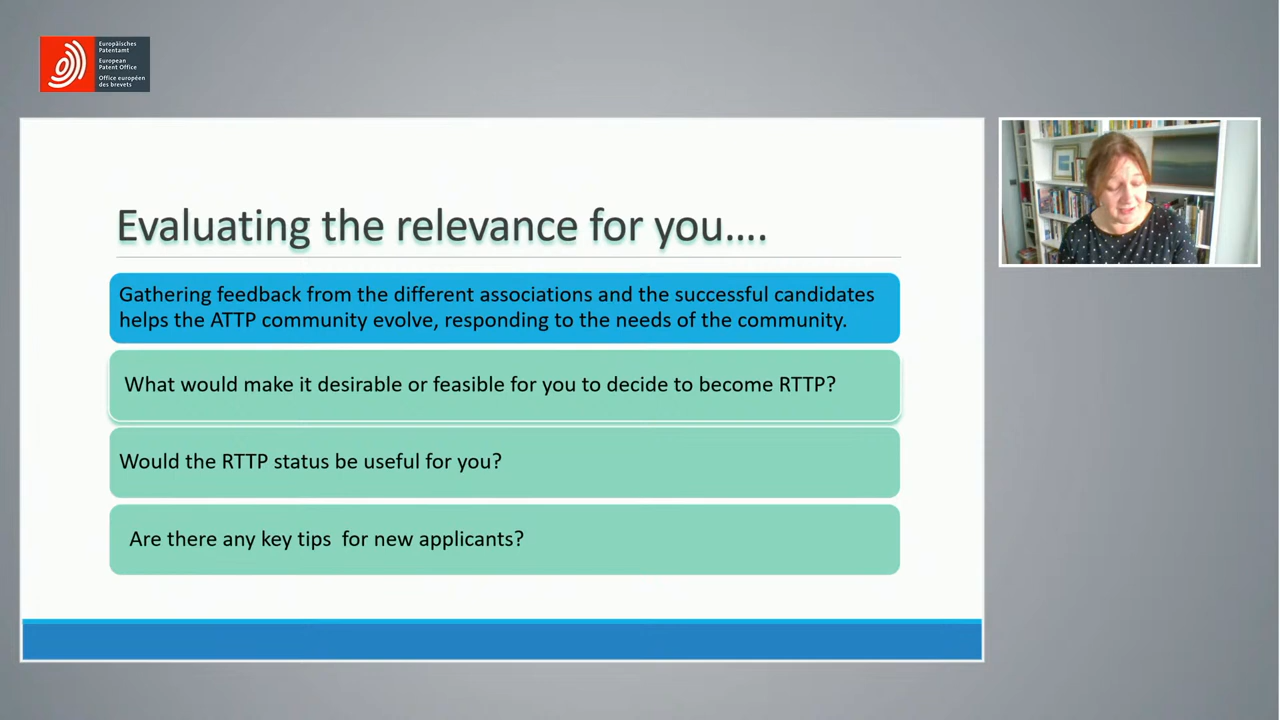 Europäisches
Patentamt
European
Patent Office
Office européen
des brevets
Evaluating the relevance for you....
Gathering feedback from the different associations and the successful candidates
helps the ATTP community evolve, responding to the needs of the community.
What would make it desirable or feasible for you to decide to become RTTP?
Would the RTTP status be useful for you?
Are there any key tips  for new applicants?